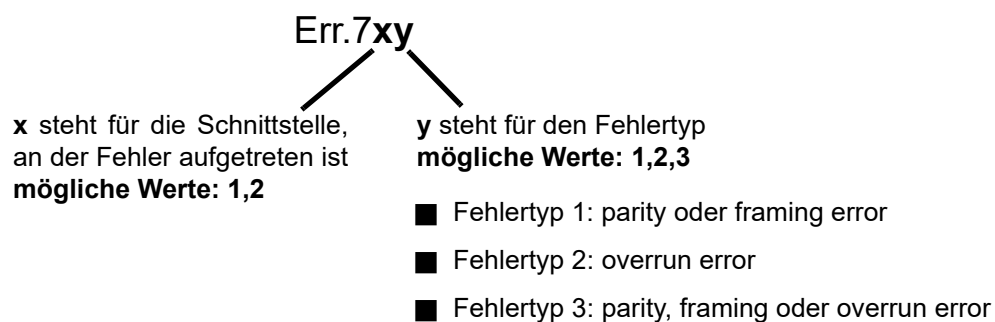 Err.7xy
x steht für die Schnittstelle,
an der Fehler aufgetreten ist
mögliche Werte: 1,2
y steht für den Fehlertyp
mögliche Werte: 1,2,3
Fehlertyp 1: parity oder framing error
Fehlertyp 2: overrun error
Fehlertyp 3: parity, framing oder overrun error